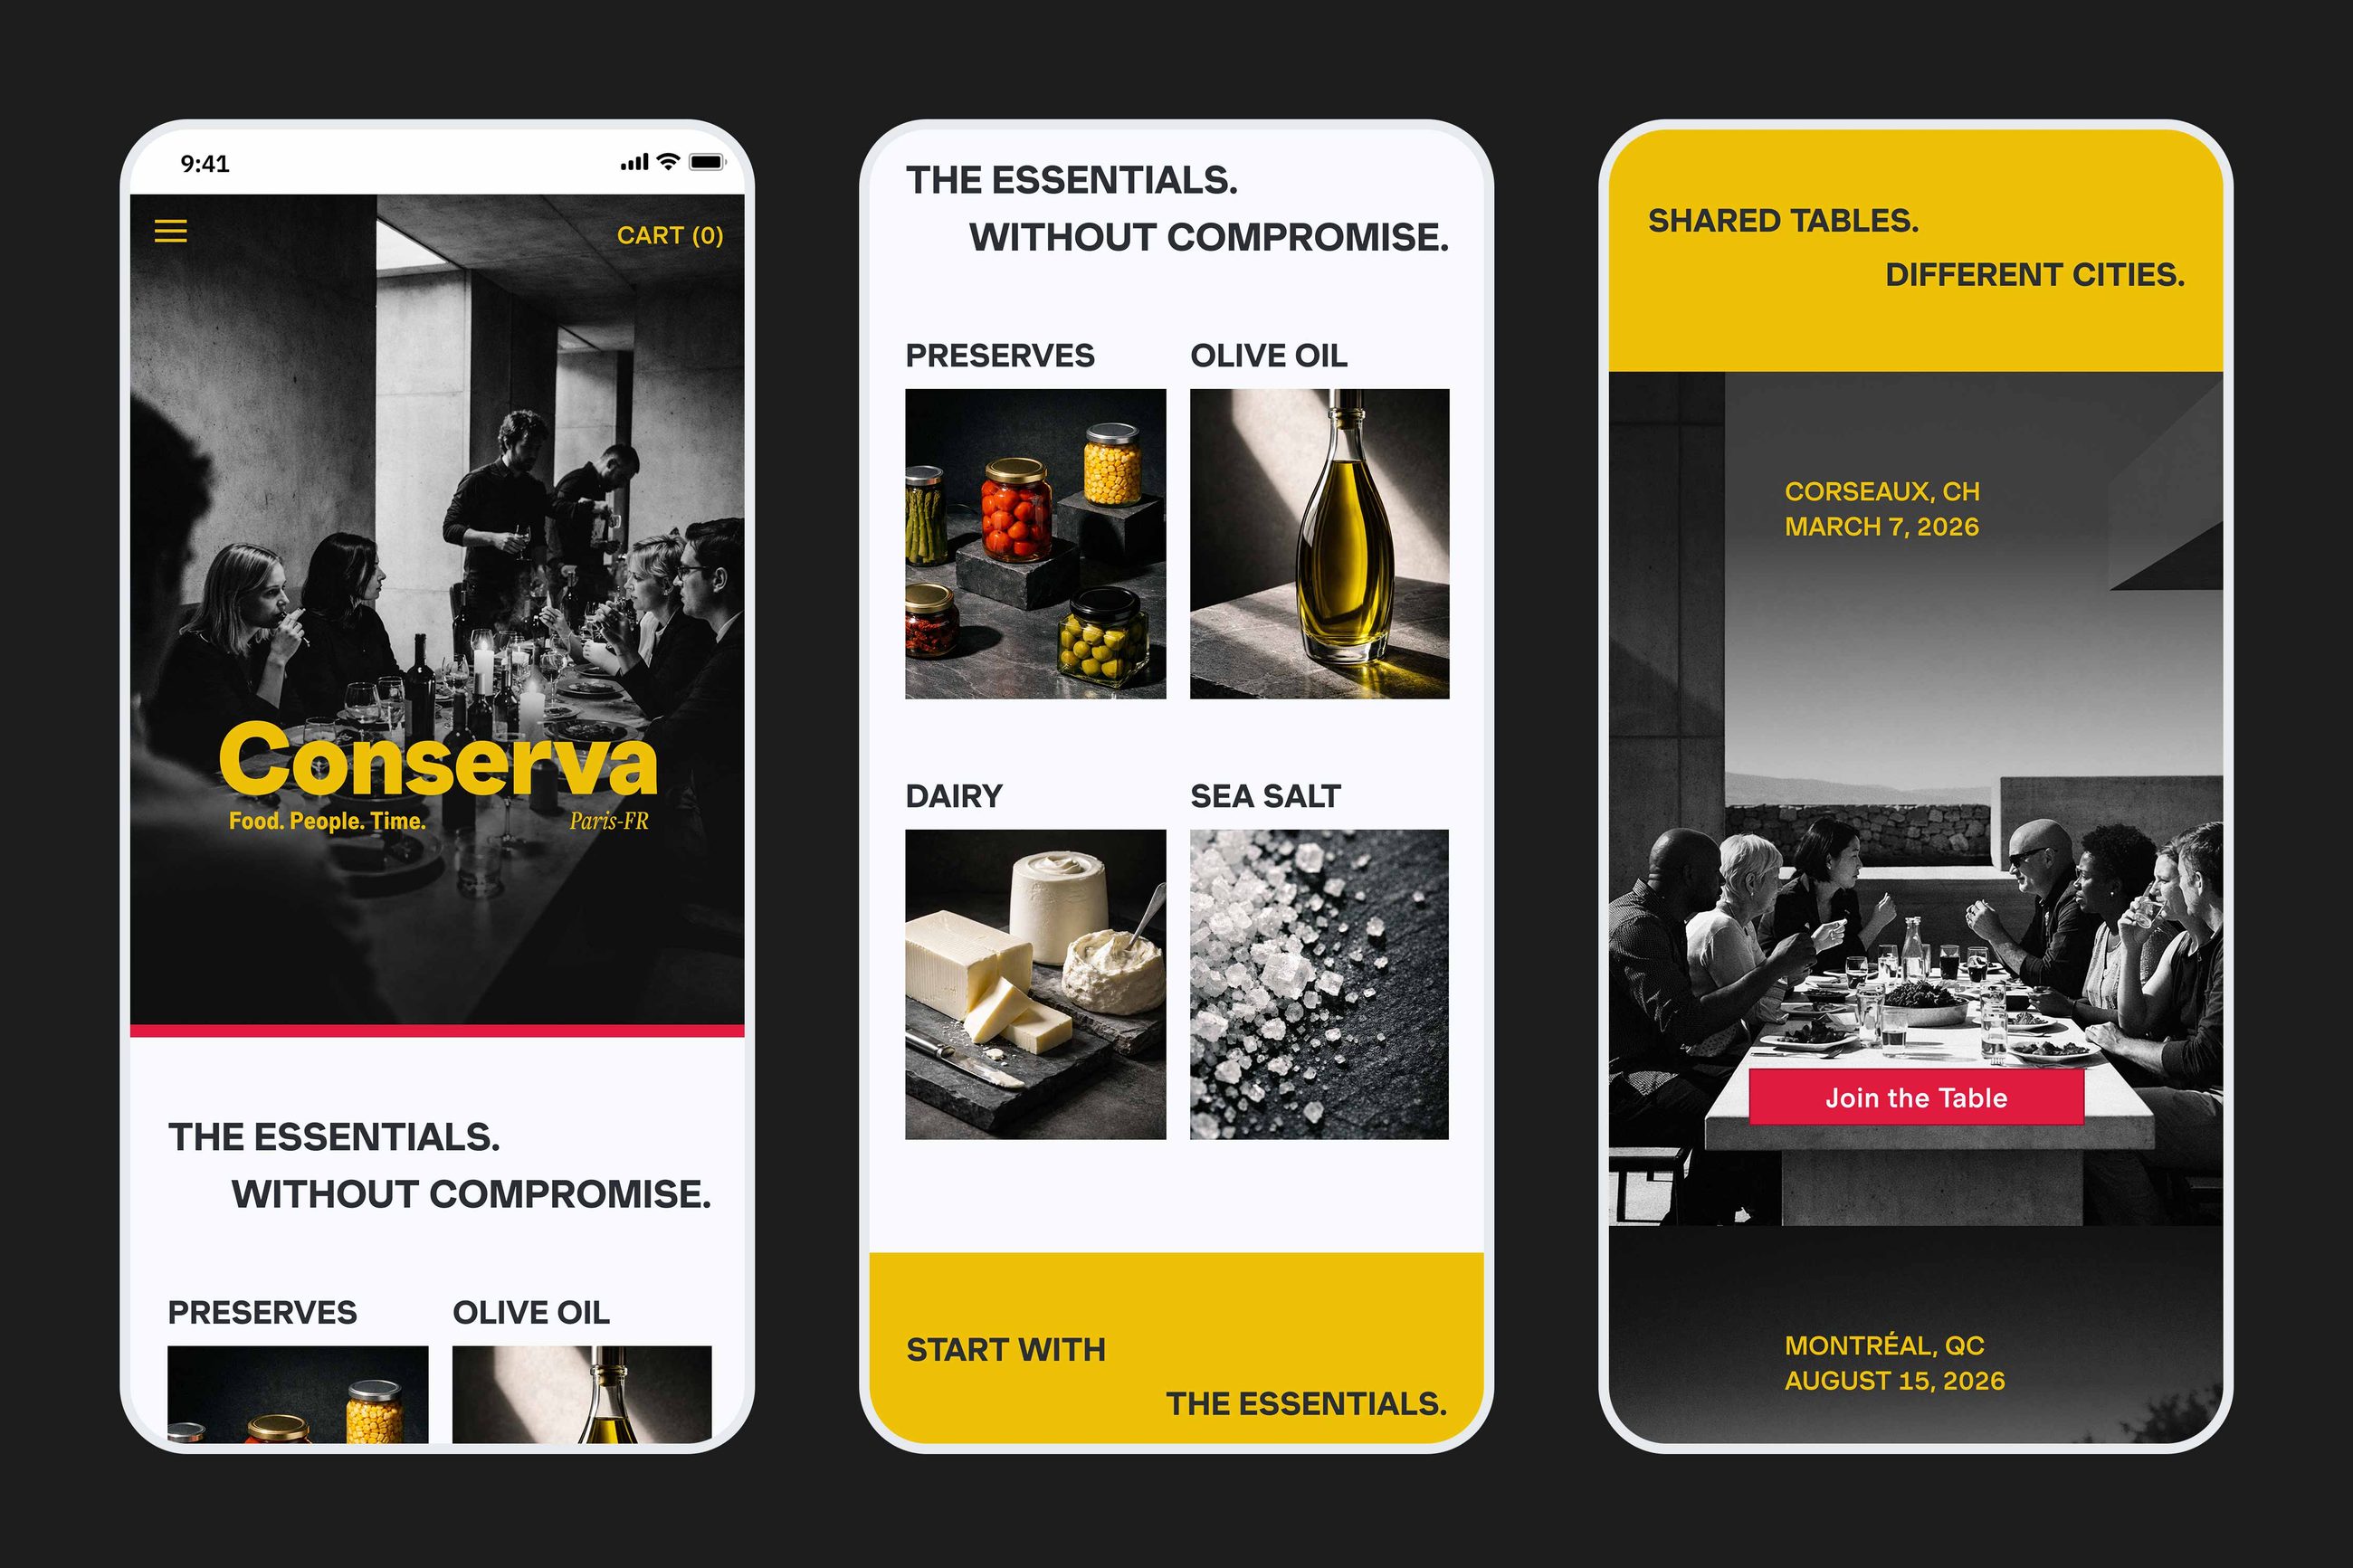 9:41
CART (0)
Conserva
Food. People. Time.
Paris-FR
THE ESSENTIALS.
WITHOUT COMPROMISE.
PRESERVES
OLIVE OIL
THE ESSENTIALS.
WITHOUT COMPROMISE.
PRESERVES
OLIVE OIL
DAIRY
SEA SALT
START WITH
THE ESSENTIALS.
SHARED TABLES.
DIFFERENT CITIES.
CORSEAUX, CH
MARCH 7, 2026
Join the Table
MONTRÉAL, QC
AUGUST 15, 2026